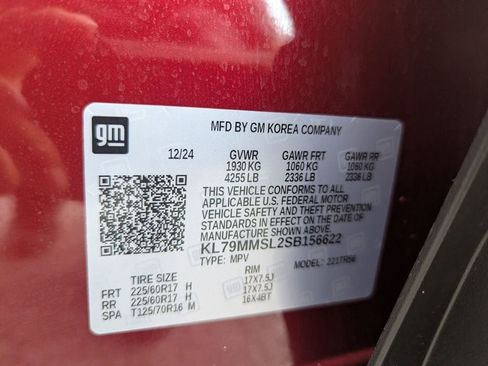 gm
MFD BY GM KOREA COMPANY
12/24 GVWR GAWR FRT GAWR RR
1930 KG 1060 KG 1060 KG
4255 LB 2336 LB 2336 LB
THIS VEHICLE CONFORMS TO ALL
APPLICABLE U.S. FEDERAL MOTOR
VEHICLE SAFETY AND THEFT PREVENTION
STANDARDS IN EFFECT ON THE DATE OF
MANUFACTURE SHOWN ABOVE.
KL79MMSL2SB156622
TYPE: MPV MODEL: 221TR56
TIRE SIZE RIM
FRT 225/60R17 H 17X7.5J
RR 225/60R17 H 17X7.5J
SPA T125/70R16 M 16X4BT